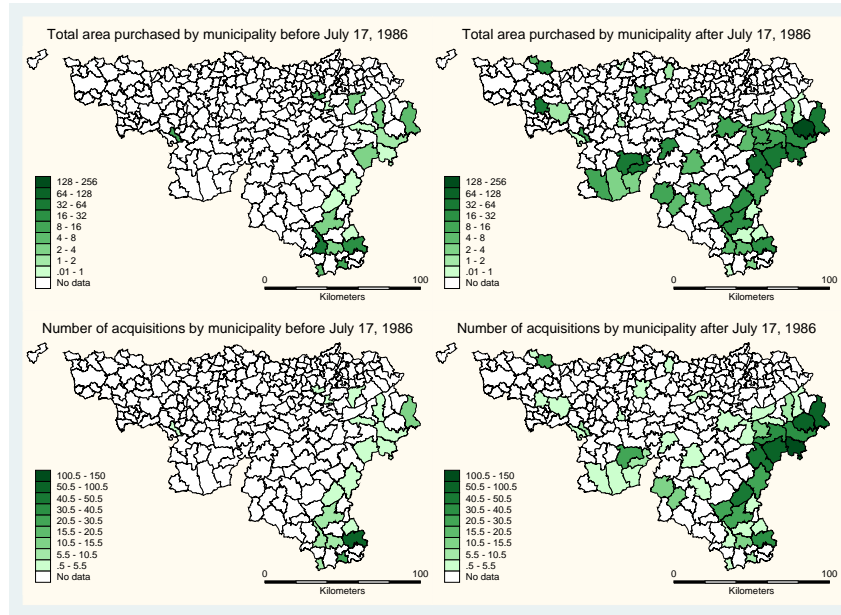 Total area purchased by municipality before July 17, 1986
128 - 256
64 - 128
32 - 64
16 - 32
8 - 16
4 - 8
2 - 4
1 - 2
.01 - 1
No data
0 100
Kilometers
Total area purchased by municipality after July 17, 1986
128 - 256
64 - 128
32 - 64
16 - 32
8 - 16
4 - 8
2 - 4
1 - 2
.01 - 1
No data
0 100
Kilometers
Number of acquisitions by municipality before July 17, 1986
100.5 - 150
50.5 - 100.5
40.5 - 50.5
30.5 - 40.5
20.5 - 30.5
15.5 - 20.5
10.5 - 15.5
5.5 - 10.5
.5 - 5.5
No data
0 100
Kilometers
Number of acquisitions by municipality after July 17, 1986
100.5 - 150
50.5 - 100.5
40.5 - 50.5
30.5 - 40.5
20.5 - 30.5
15.5 - 20.5
10.5 - 15.5
5.5 - 10.5
.5 - 5.5
No data
0 100
Kilometers